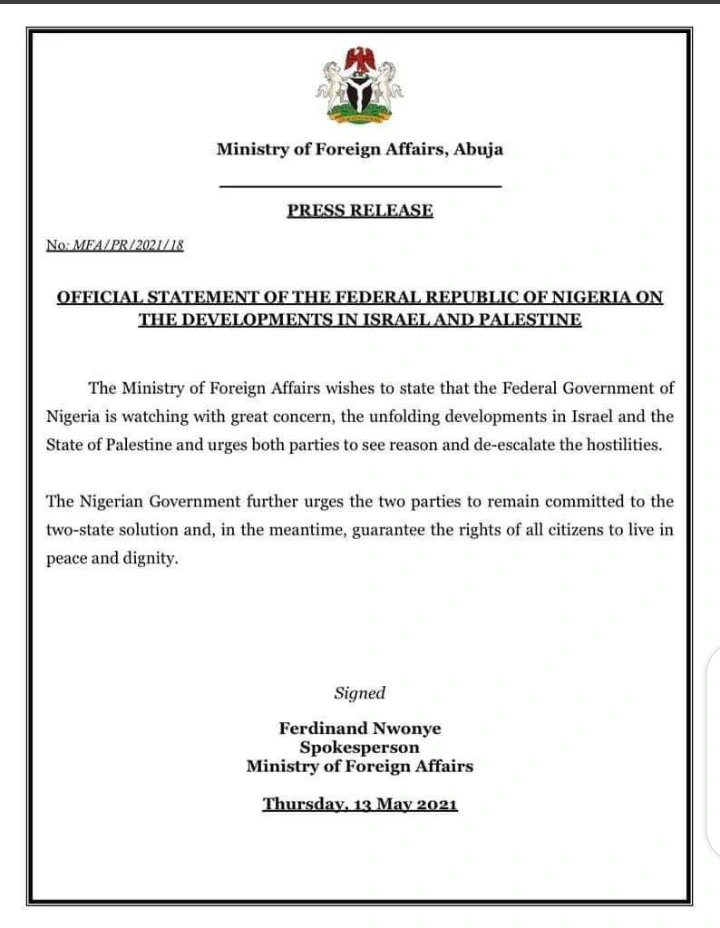 Ministry of Foreign Affairs, Abuja
PRESS RELEASE
No: MFA/PR/2021/18
OFFICIAL STATEMENT OF THE FEDERAL REPUBLIC OF NIGERIA ON
THE DEVELOPMENTS IN ISRAEL AND PALESTINE
The Ministry of Foreign Affairs wishes to state that the Federal Government of
Nigeria is watching with great concern, the unfolding developments in Israel and the
State of Palestine and urges both parties to see reason and de-escalate the hostilities.
The Nigerian Government further urges the two parties to remain committed to the
two-state solution and, in the meantime, guarantee the rights of all citizens to live in
peace and dignity.
Signed
Ferdinand Nwonye
Spokesperson
Ministry of Foreign Affairs
Thursday, 13 May 2021